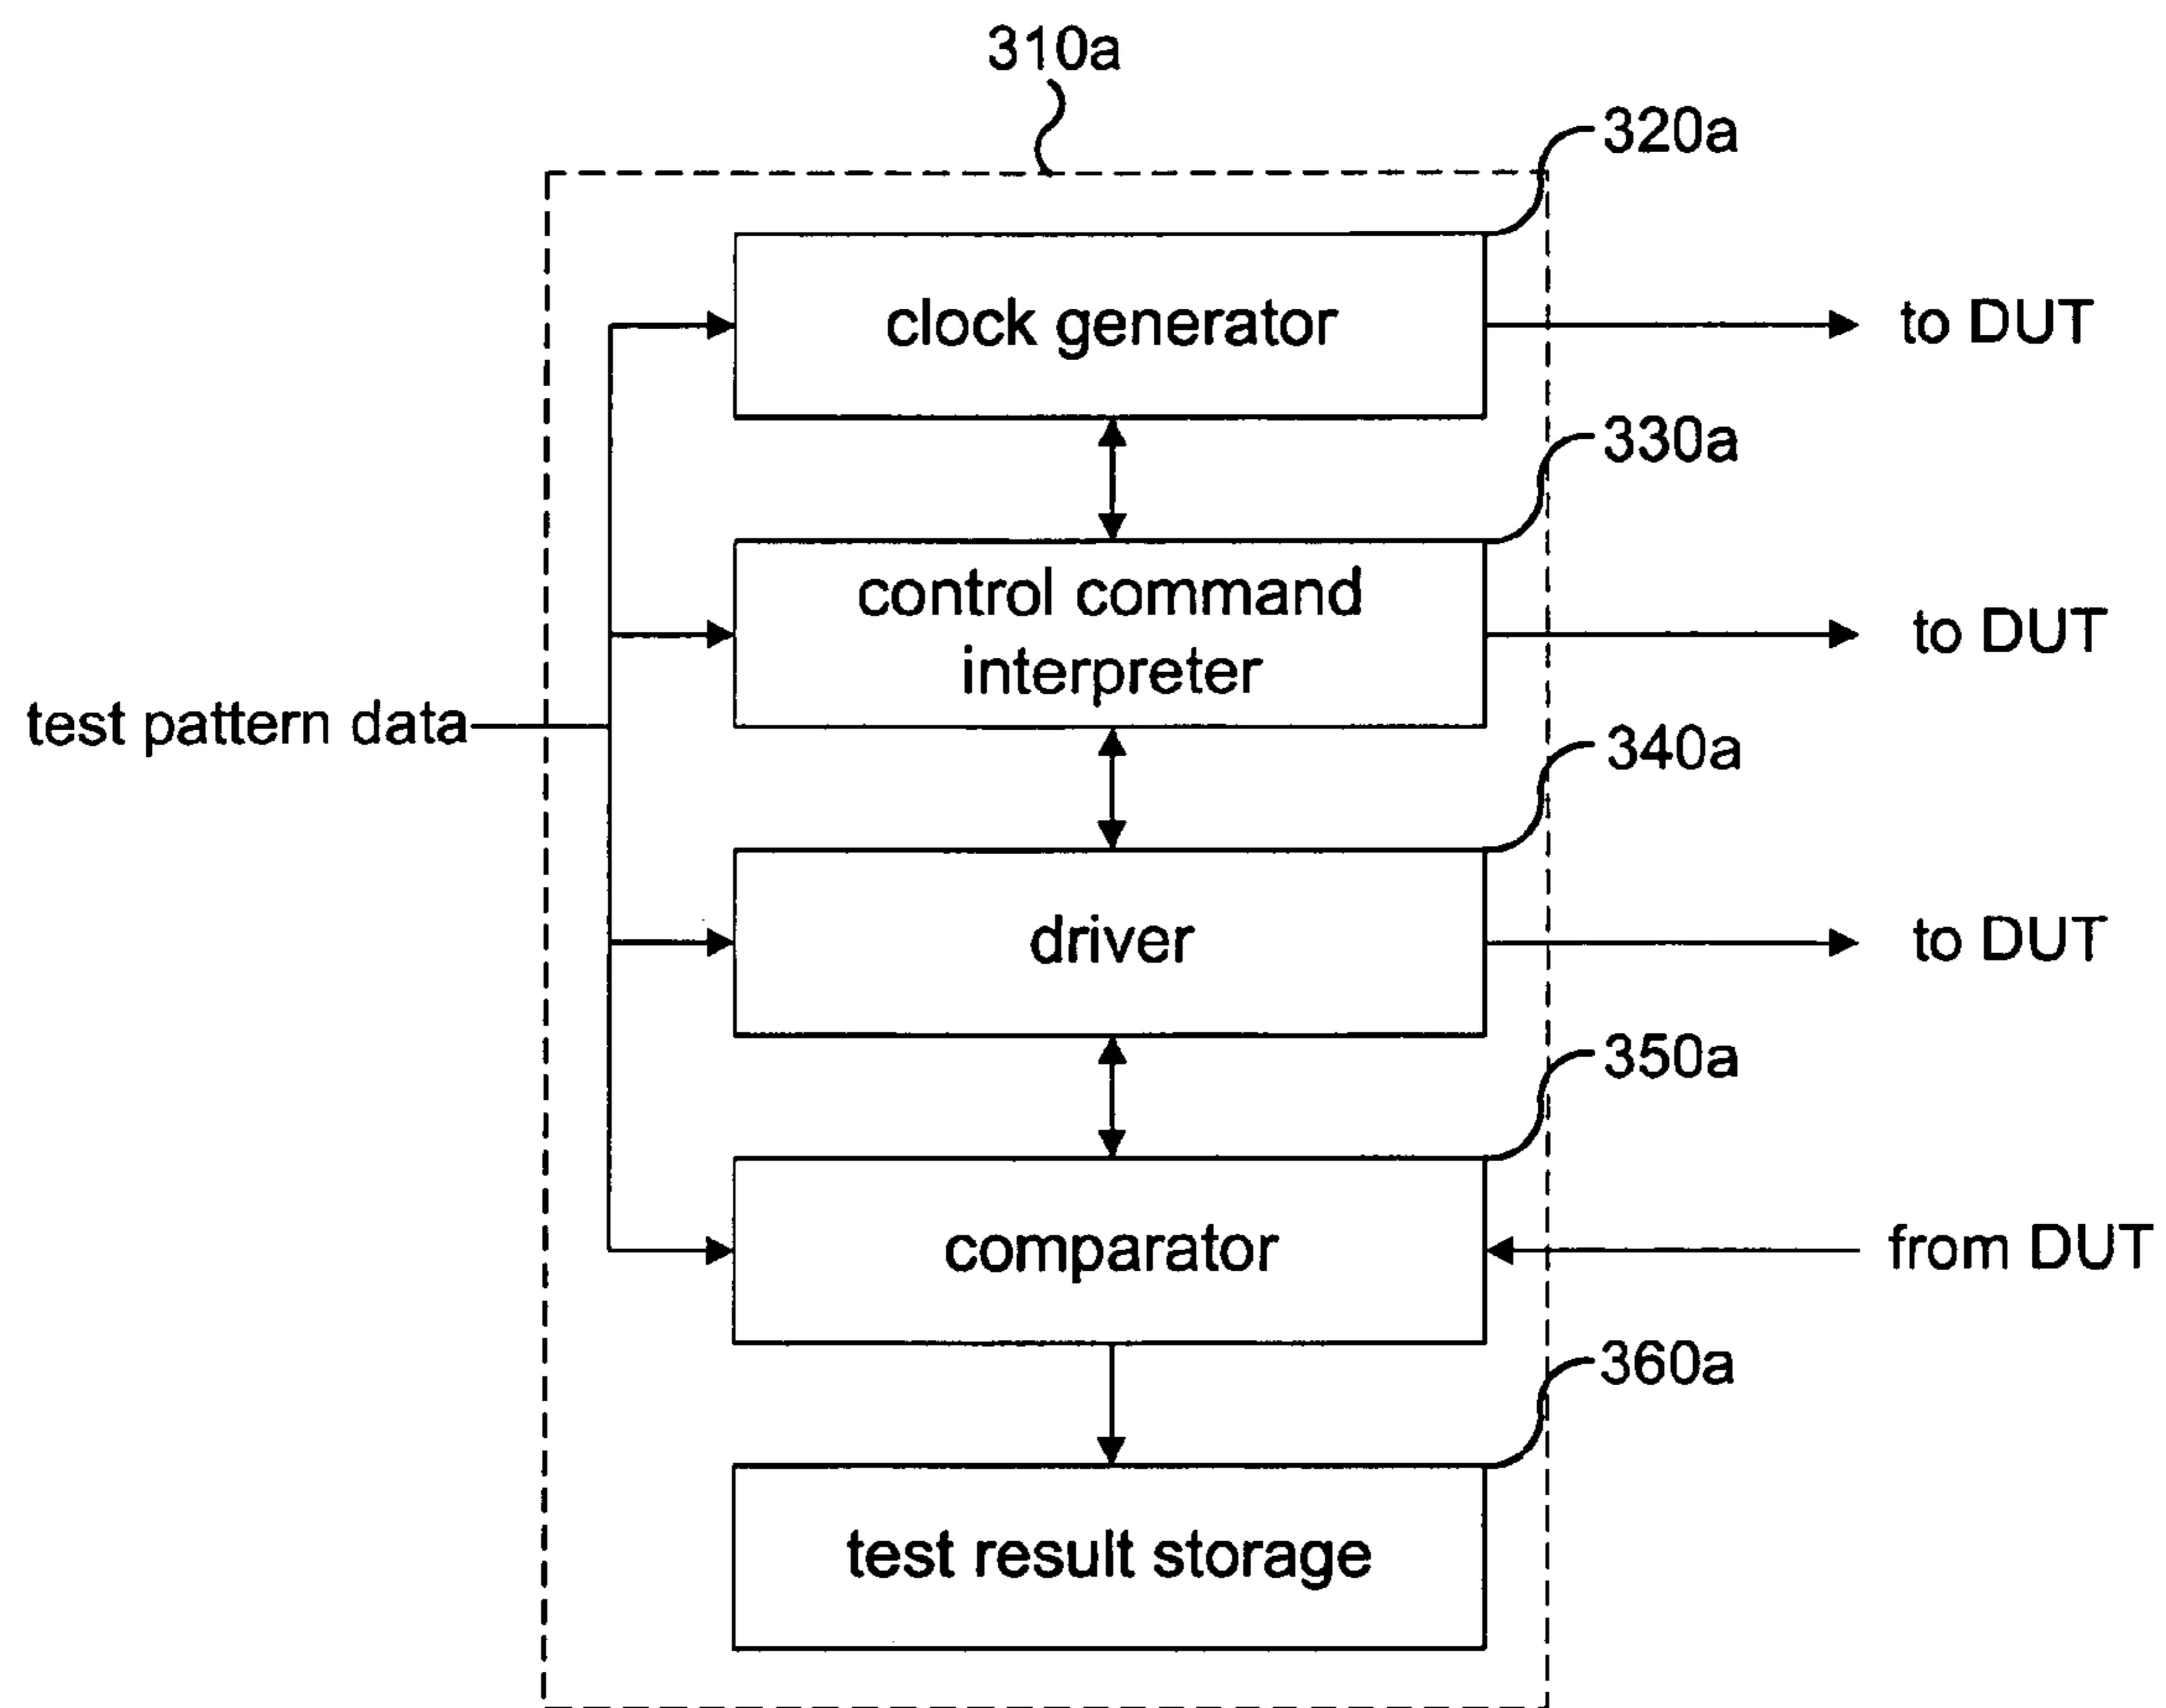 310a
320a
clock generator
to DUT
330a
control command
interpreter
to DUT
test pattern data
340a
driver
to DUT
350a
comparator
from DUT
360a
test result storage